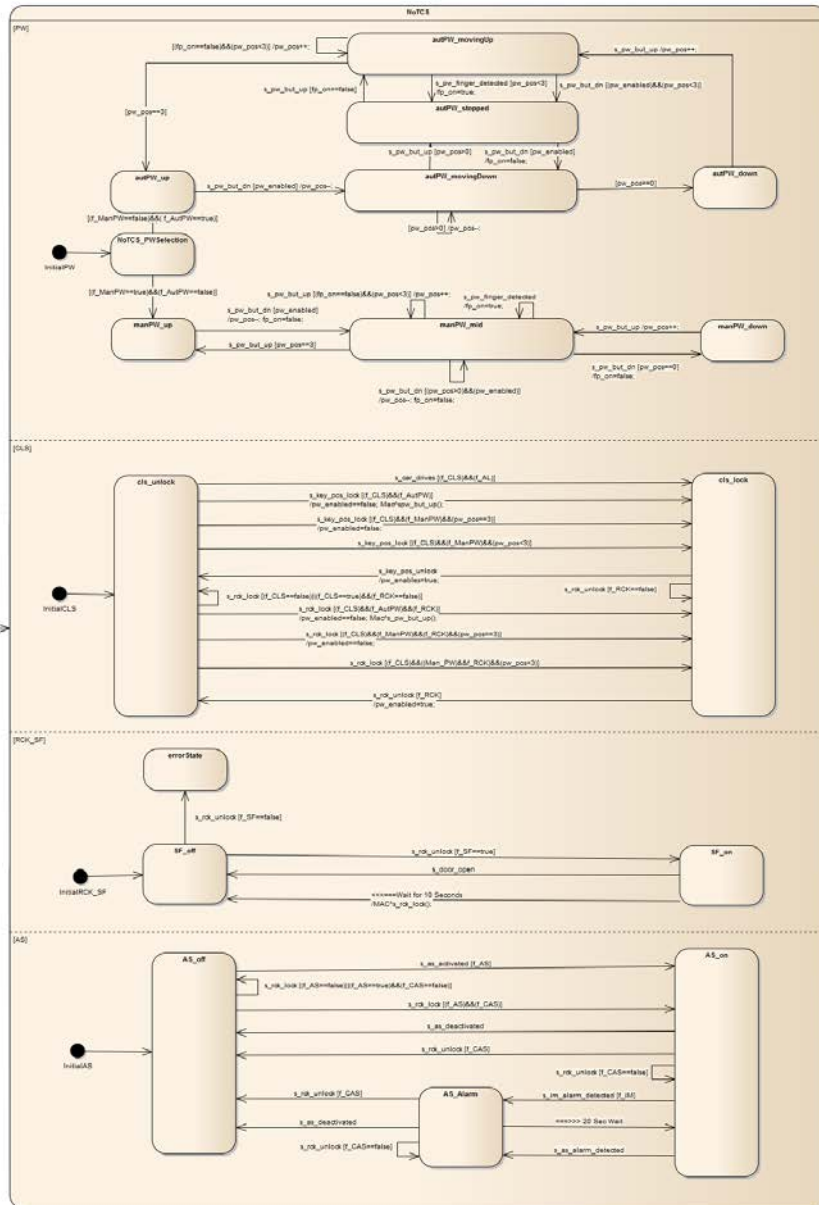 NoTCS
[PW]
autPW_movingUp
[(fp_on==false)&&(pw_pos<3)] /pw_pos++;
s_pw_but_up /pw_pos++;
s_pw_but_up [fp_on==false]
s_pw_finger_detected [pw_pos<3]
/fp_on=true;
s_pw_but_dn [(pw_enabled)&&(pw_pos<3)]
[pw_pos==3]
autPW_stopped
s_pw_but_up [pw_pos>0]
s_pw_but_dn [pw_enabled]
/fp_on=false;
autPW_up
s_pw_but_dn [pw_enabled] /pw_pos--;
autPW_movingDown
[pw_pos==0]
autPW_down
[(f_ManPW==false)&&( f_AutPW==true)]
[pw_pos>0] /pw_pos--;
NoTCS_PWSelection
InitialPW
[(f_ManPW==true)&&(f_AutPW==false)]
s_pw_but_up [(fp_on==false)&&(pw_pos<3)] /pw_pos++;
s_pw_finger_detected
/fp_on=true;
s_pw_but_dn [pw_enabled]
/pw_pos--; fp_on=false;
manPW_up
manPW_mid
s_pw_but_up /pw_pos++;
manPW_down
s_pw_but_up [pw_pos==3]
s_pw_but_dn [pw_pos==0]
/fp_on=false;
s_pw_but_dn [(pw_pos>0)&&(pw_enabled)]
/pw_pos--; fp_on=false;
[CLS]
cls_unlock
cls_lock
s_car_drives [(f_CLS)&&(f_AL)]
s_key_pos_lock [(f_CLS)&&(f_AutPW)]
/pw_enabled==false;
s_key_pos_lock [(f_CLS)&&(f_ManPW)&&(pw_pos==3)]
/pw_enabled=false;
s_key_pos_lock [(f_CLS)&&(f_ManPW)&&(pw_pos<3)]
s_key_pos_unlock
/pw_enables=true;
s_rck_unlock [f_RCK==false]
InitialCLS
s_rck_lock [(f_CLS==false)||(f_CLS==true)&&(f_RCK==false)]
s_rck_lock [(f_CLS)&&(f_AutPW)&&(f_RCK)]
/pw_enabled==false;
s_rck_lock [(f_CLS)&&(f_ManPW)&&(f_RCK)&&(pw_pos==3)]
/pw_enabled==false;
s_rck_lock
s_rck_unlock [f_RCK]
/pw_enabled=true;
[RCK_SF]
errorState
s_rck_unlock [f_SF==false]
SF_off
s_rck_unlock [f_SF==true]
SF_on
s_door_open
InitialRCK_SF
Wait for 10 Seconds
/MAC^s_rck_lock();
[AS]
AS_off
AS_on
s_as_activated [f_AS]
s_rck_lock [(f_AS==false)||(f_AS==true)&&(f_CAS==false)]
s_rck_lock [(f_AS)&&(f_CAS)]
s_as_deactivated
s_rck_unlock [f_CAS]
InitialAS
s_rck_unlock [f_CAS==false]
s_rck_unlock [f_CAS]
AS_Alarm
s_im_alarm_detected [f_IM]
s_as_deactivated
20 Sec Wait
s_rck_unlock [f_CAS==false]
s_as_alarm_detected